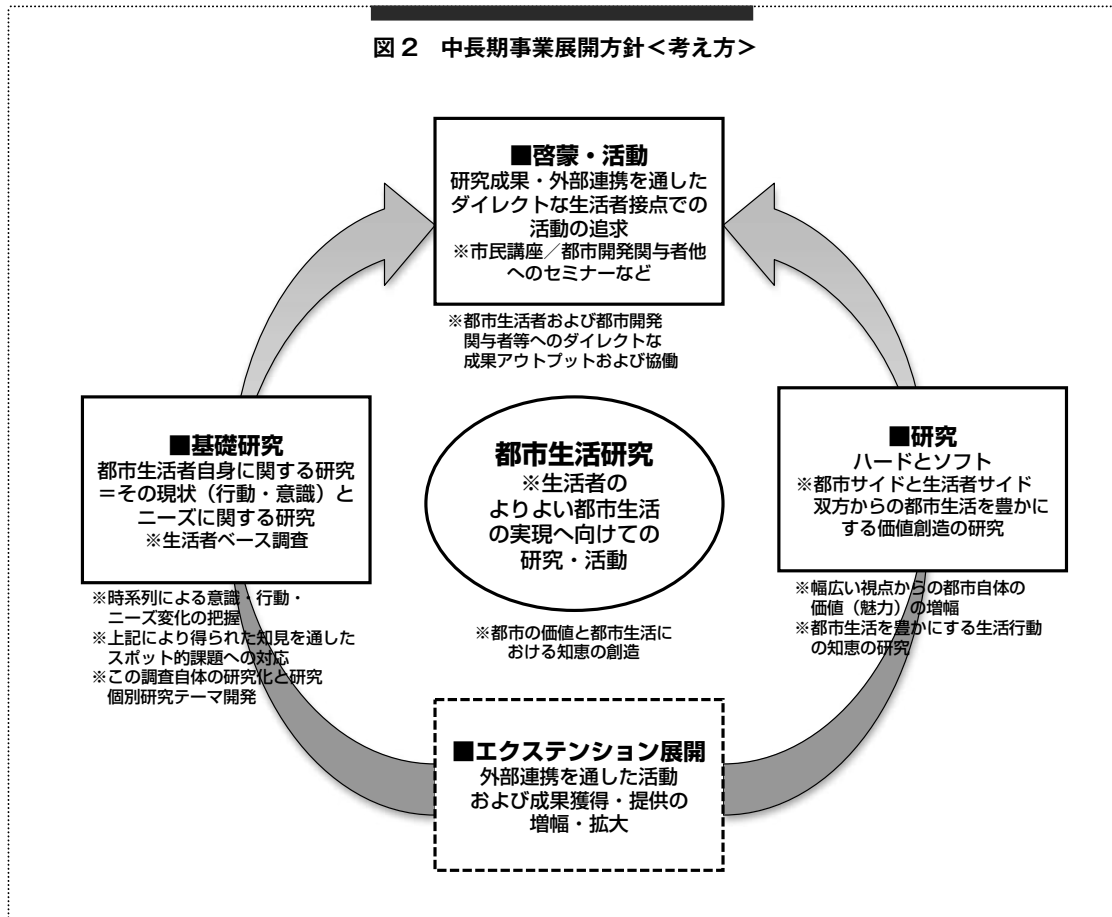 図2 中長期事業展開方針＜考え方＞
■啓蒙・活動
研究成果・外部連携を通した
ダイレクトな生活者接点での
活動の追求
※市民講座／都市開発関与者他
へのセミナーなど
※都市生活者および都市開発
関与者等へのダイレクトな
成果アウトプットおよび協働
■基礎研究
都市生活者自身に関する研究
＝その現状（行動・意識）と
ニーズに関する研究
※生活者ベース調査
※時系列による意識・行動・
ニーズ変化の把握
※上記により得られた知見を通した
スポット的課題への対応
※この調査自体の研究化と研究
個別研究テーマ開発
都市生活研究
※生活者の
よりよい都市生活
の実現へ向けての
研究・活動
※都市の価値と都市生活に
おける知恵の創造
■研究
ハードとソフト
※都市サイドと生活者サイド
双方からの都市生活を豊かに
する価値創造の研究
※幅広い視点からの都市自体の
価値（魅力）の増幅
※都市生活を豊かにする生活行動
の知恵の研究
■エクステンション展開
外部連携を通した活動
および成果獲得・提供の
増幅・拡大